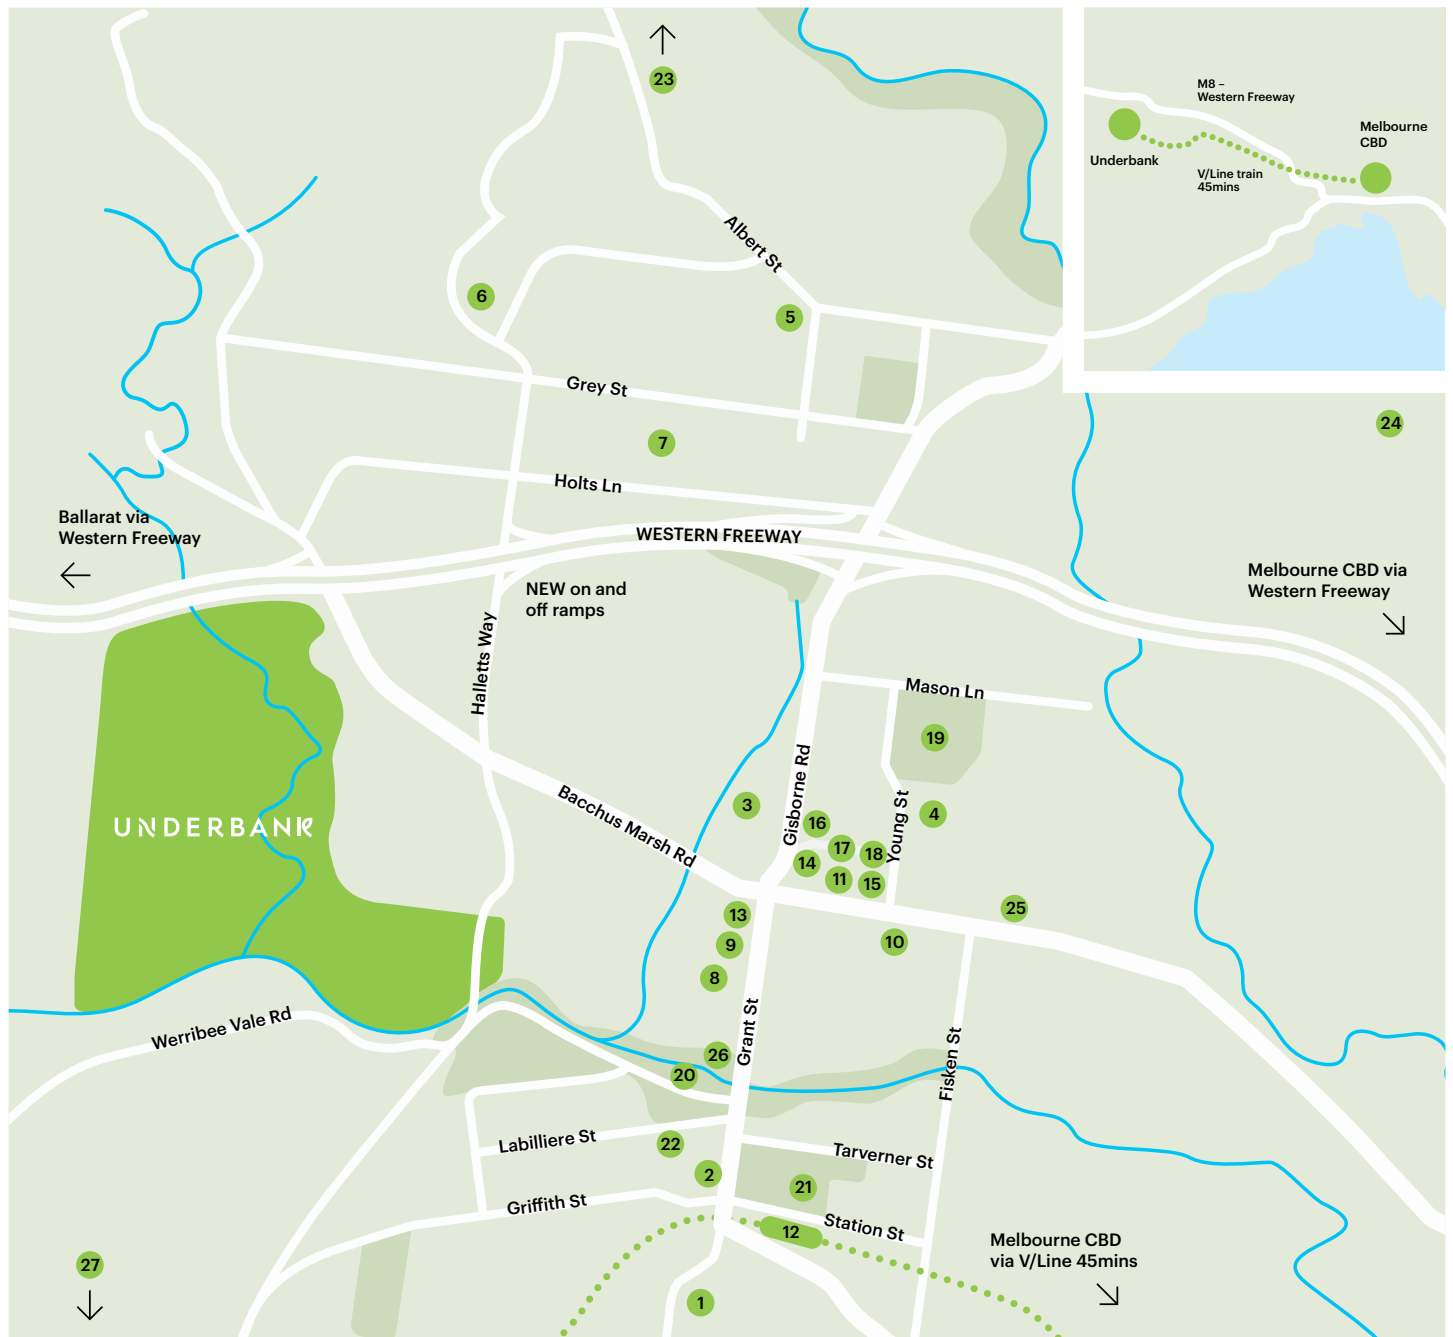 23
M8 –
Western Freeway
Melbourne
CBD
Underbank
V/Line train
45mins
Albert St
6
5
Grey St
24
7
Holts Ln
Ballarat via
Western Freeway
WESTERN FREEWAY
Melbourne CBD via
Western Freeway
NEW on and
off ramps
Halletts Way
Mason Ln
19
Gisborne Rd
3
4
Bacchus Marsh Rd
16
Young St
UNDERBANK
17
18
14
11
15
25
13
10
9
8
Grant St
Werribee Vale Rd
26
Fisken St
20
Labilliere St
22
Tarverner St
2
21
Griffith St
Station St
12
Melbourne CBD
via V/Line 45mins
27
1